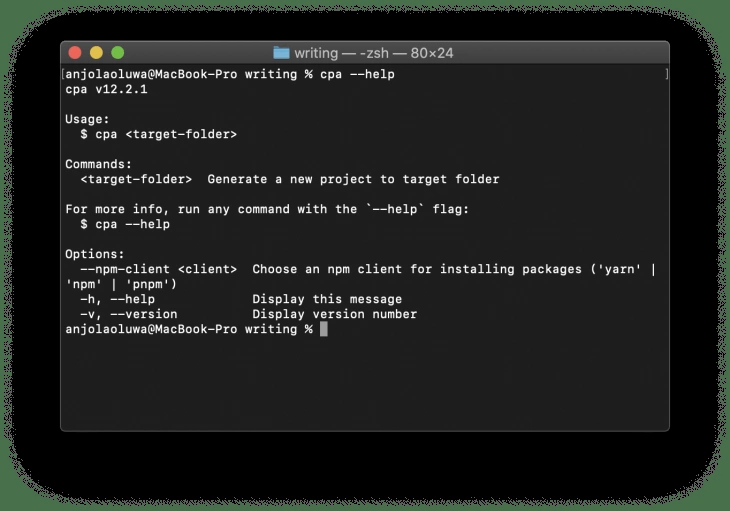 writing — -zsh — 80×24
[anjolaoluwa@MacBook-Pro writing % cpa --help ]
cpa v12.2.1
Usage:
$ cpa <target-folder>
Commands:
<target-folder>  Generate a new project to target folder
For more info, run any command with the `--help` flag:
$ cpa --help
Options:
--npm-client <client>  Choose an npm client for installing packages ('yarn' |
'npm' | 'pnpm')
-h, --help             Display this message
-v, --version          Display version number
anjolaoluwa@MacBook-Pro writing %